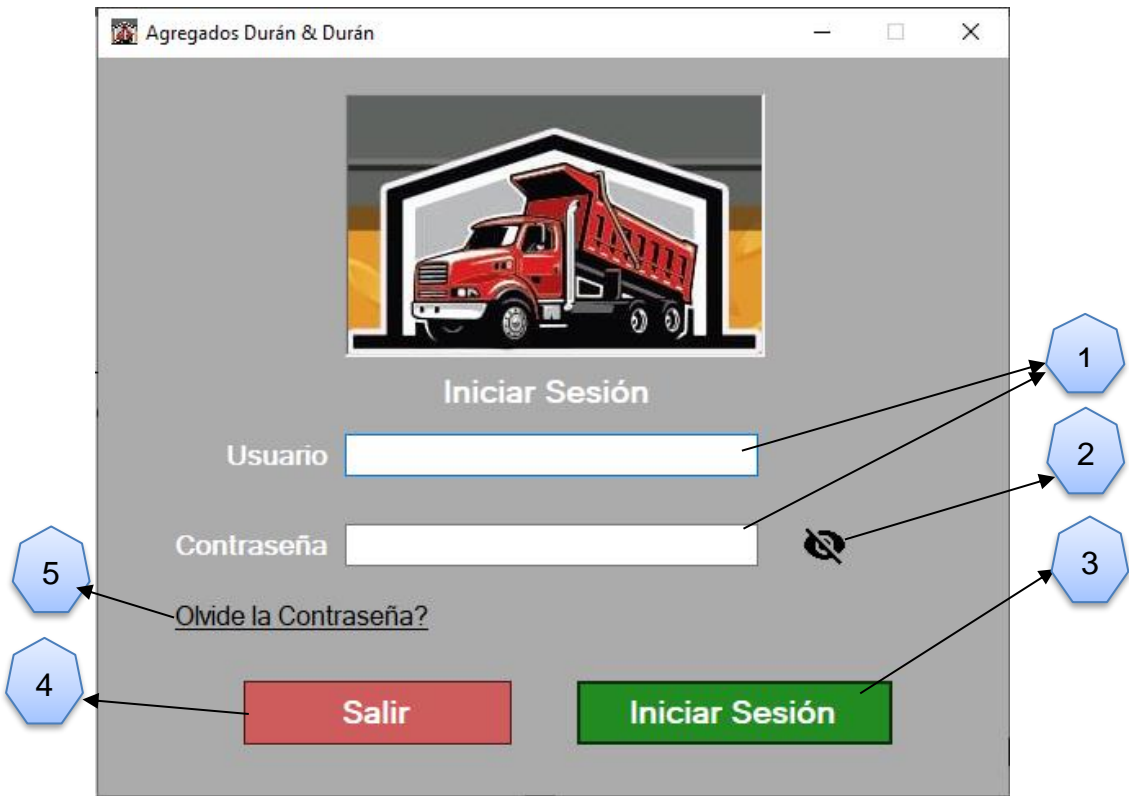 Agregados Durán & Durán
Iniciar Sesión
1
Usuario
2
Contraseña
3
5
Olvide la Contraseña?
4
Salir
Iniciar Sesión